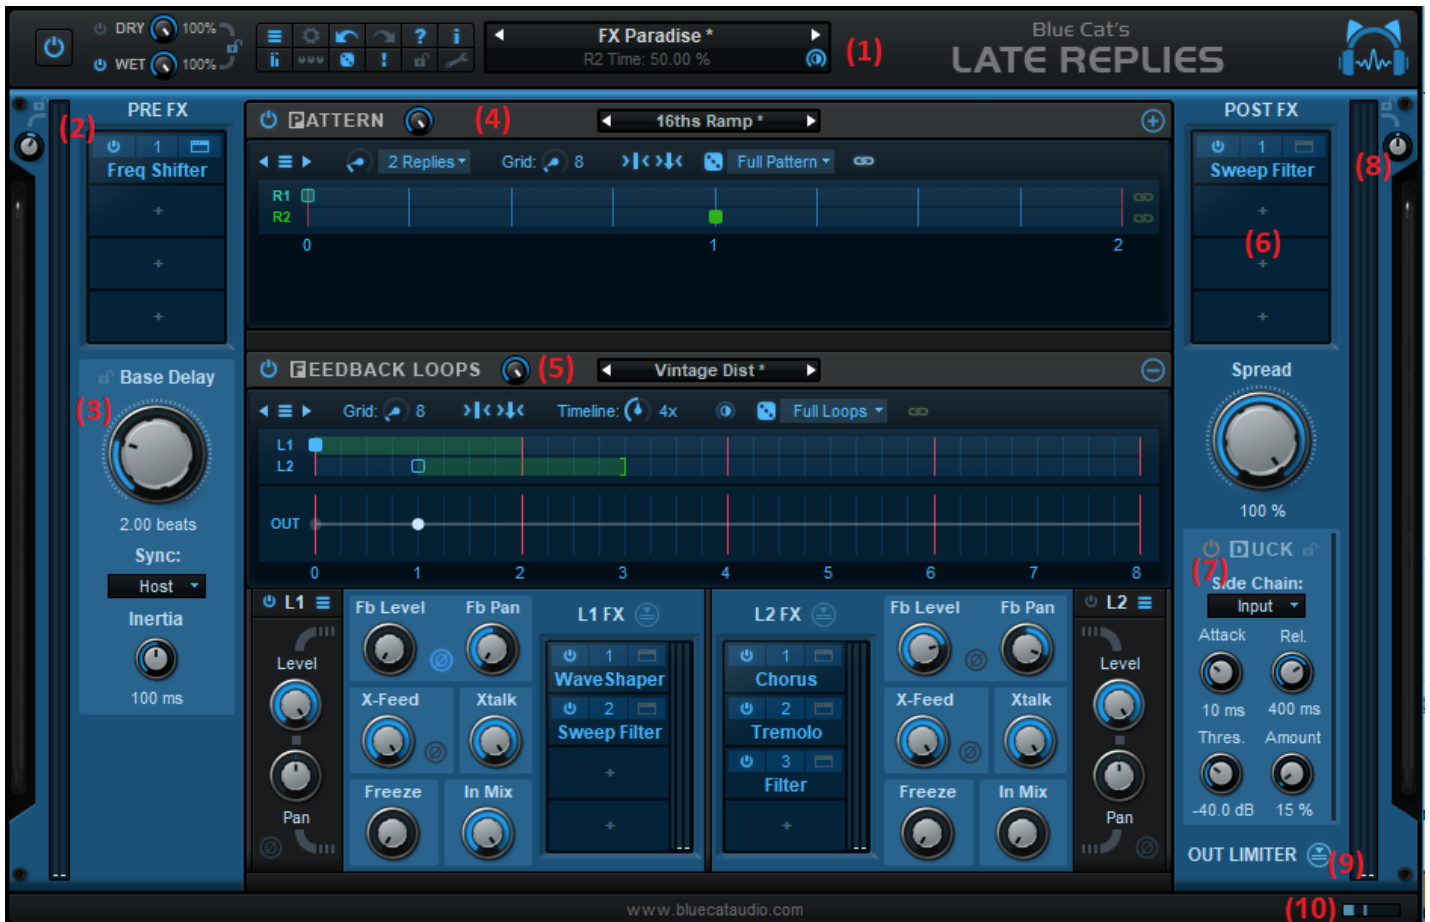 DRY 100%
WET 100%
? i
ii !
FX Paradise *
R2 Time: 50.00 %
(1)
Blue Cat's
LATE REPLIES
(2)
PRE FX
1
Freq Shifter
+
+
+
(3)
Base Delay
2.00 beats
Sync:
Host
Inertia
100 ms
PATTERN
(4)
16ths Ramp *
2 Replies
Grid: 8
Full Pattern
R1
R2
0 1 2
FEEDBACK LOOPS
(5)
Vintage Dist *
Grid: 8
Timeline: 4x
Full Loops
L1
L2
OUT
0 1 2 3 4 5 6 7 8
L1
Level
Pan
Fb Level Fb Pan
X-Feed Xtalk
Freeze In Mix
L1 FX
1
WaveShaper
2
Sweep Filter
+
+
L2 FX
1
Chorus
2
Tremolo
3
Filter
+
Fb Level Fb Pan
X-Feed Xtalk
Freeze In Mix
L2
Level
Pan
POST FX
1
Sweep Filter
+
(6)
+
+
(8)
Spread
100 %
DUCK
(7)
Side Chain:
Input
Attack Rel.
10 ms 400 ms
Thres. Amount
-40.0 dB 15 %
OUT LIMITER
(9)
www.bluecataudio.com
(10)